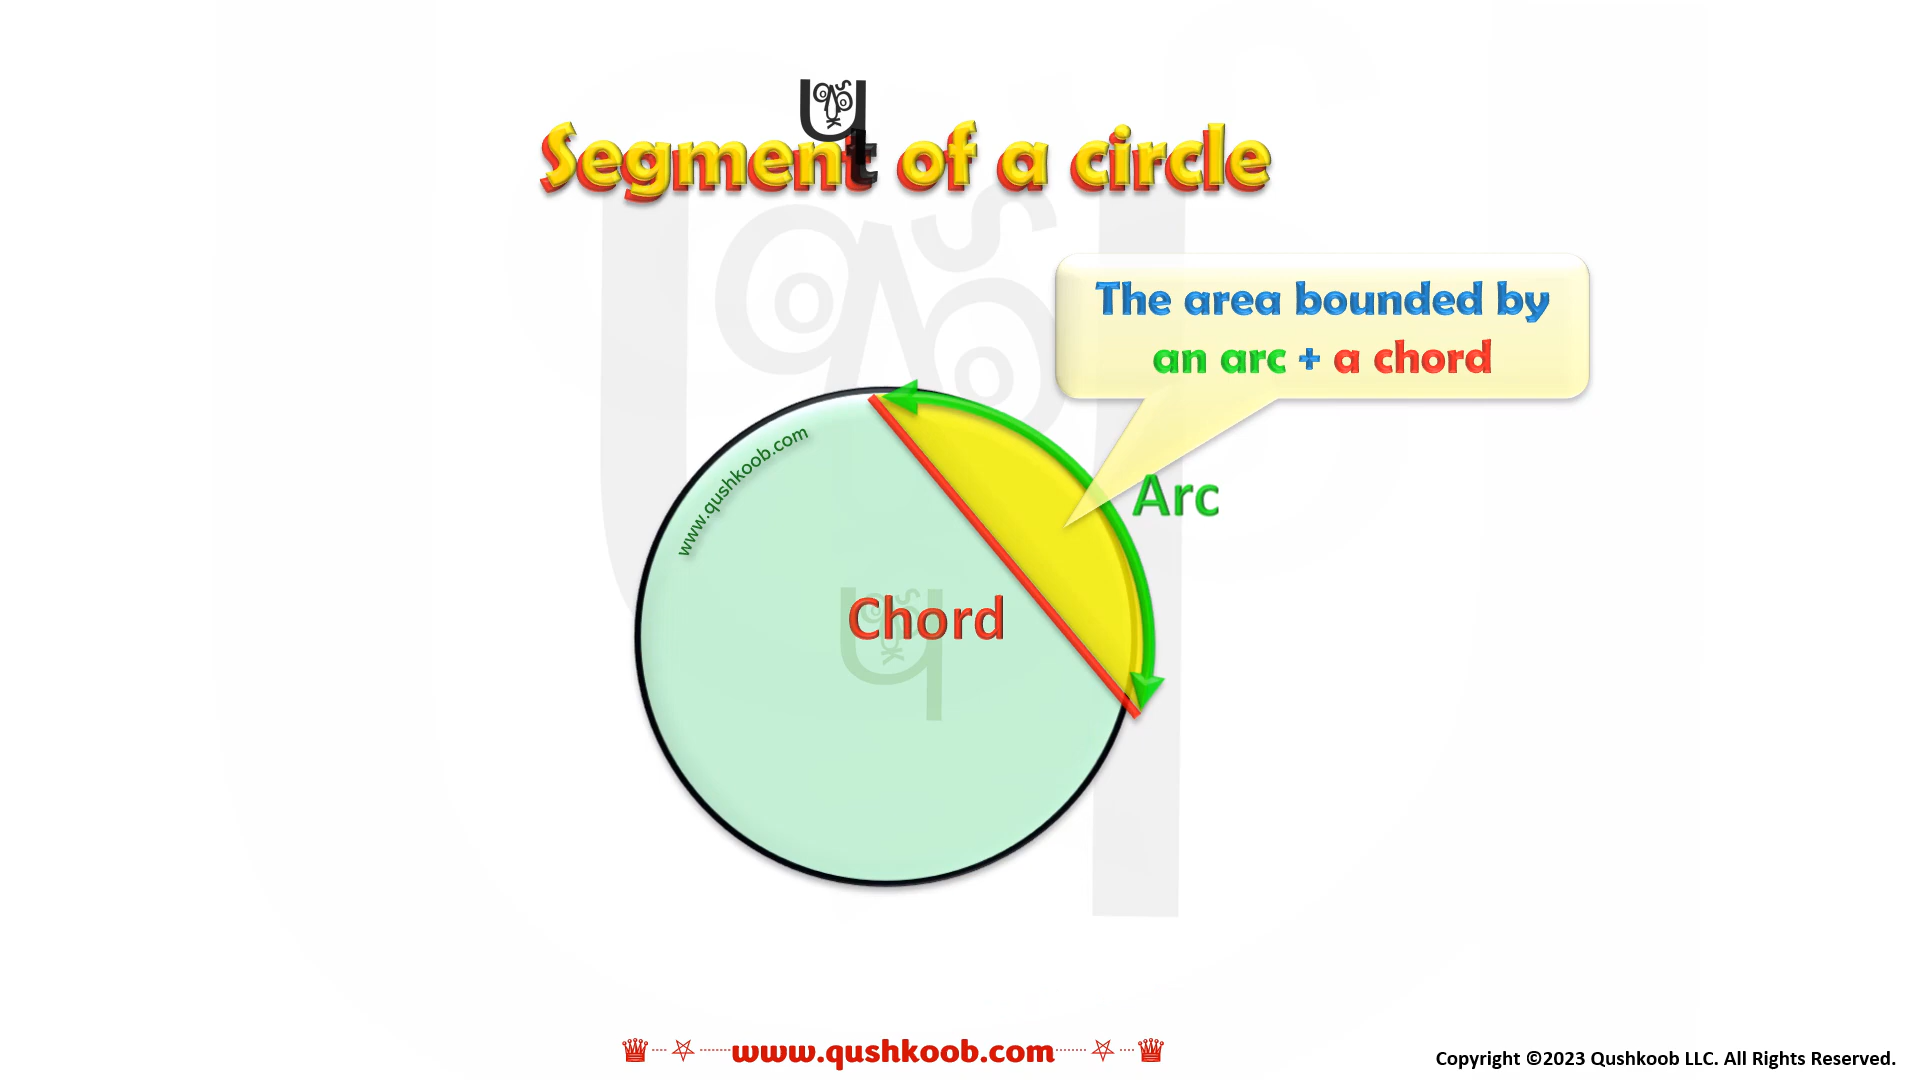 Segment of a circle
The area bounded by
an arc + a chord
www.qushkoob.com
Arc
Chord
www.qushkoob.com
Copyright ©2023 Qushkoob LLC. All Rights Reserved.